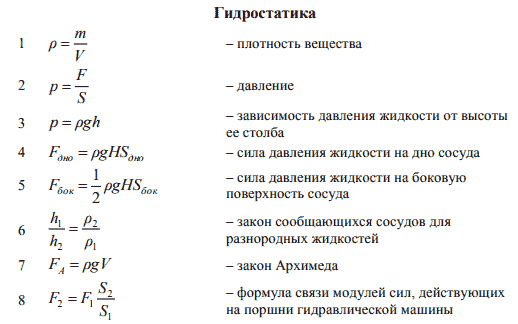 Гидростатика
1 ρ = m/V – плотность вещества
2 p = F/S – давление
3 p = ρgh – зависимость давления жидкости от высоты
ее столба
4 F_дно = ρgHS_дно – сила давления жидкости на дно сосуда
5 F_бок = 1/2 ρgHS_бок – сила давления жидкости на боковую
поверхность сосуда
6 h₁/h₂ = ρ₂/ρ₁ – закон сообщающихся сосудов для
разнородных жидкостей
7 F_A = ρgV – закон Архимеда
8 F₂ = F₁ S₂/S₁ – формула связи модулей сил, действующих
на поршни гидравлической машины